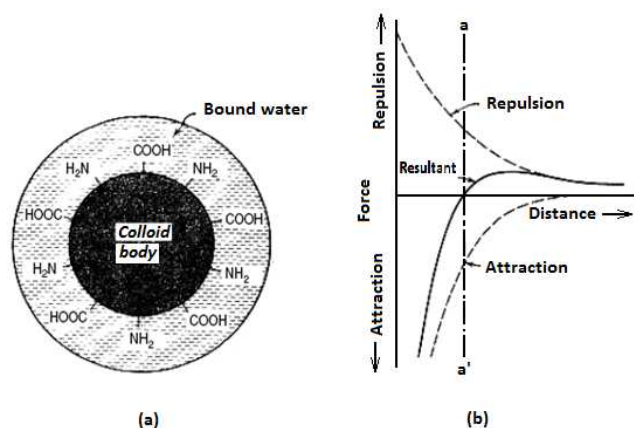 Bound water
COOH
H₂N
NH₂
HOOC
COOH
Colloid
body
H₂N
NH₂
HOOC
COOH
NH₂
(a)
a
Repulsion
Repulsion
Resultant
Force
Distance
Attraction
Attraction
a'
(b)